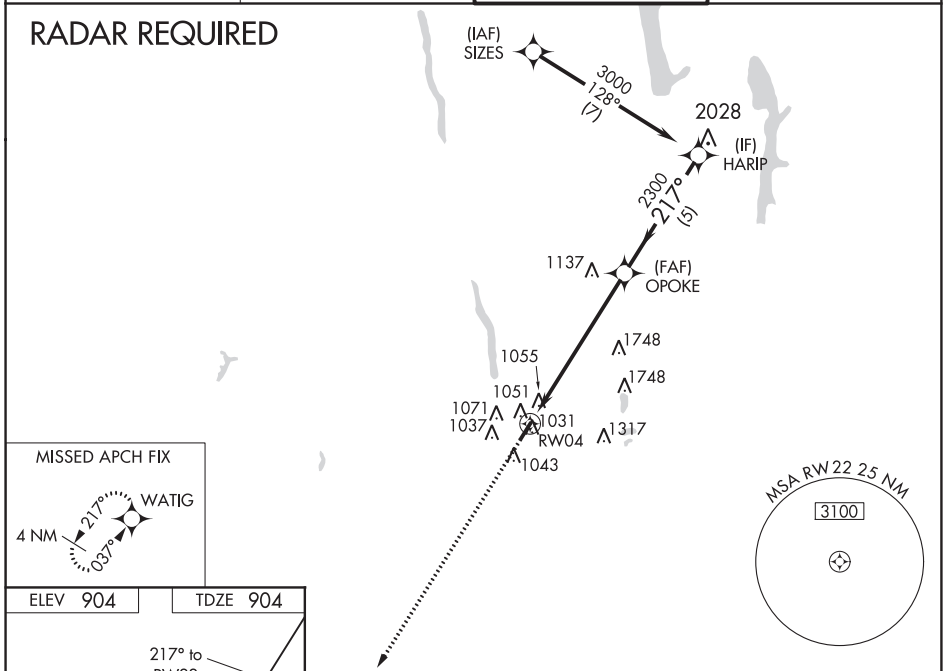 RADAR REQUIRED
(IAF)
SIZES
3000
128°
(7)
2028
(IF)
HARIP
2300
217°
(5)
1137
(FAF)
OPOKE
1748
1055
1748
1051
1071
1031
1037
RW04
1317
1043
MISSED APCH FIX
WATIG
217°
4 NM
037°
MSA RW 22 25 NM
3100
ELEV 904
TDZE 904
217° to